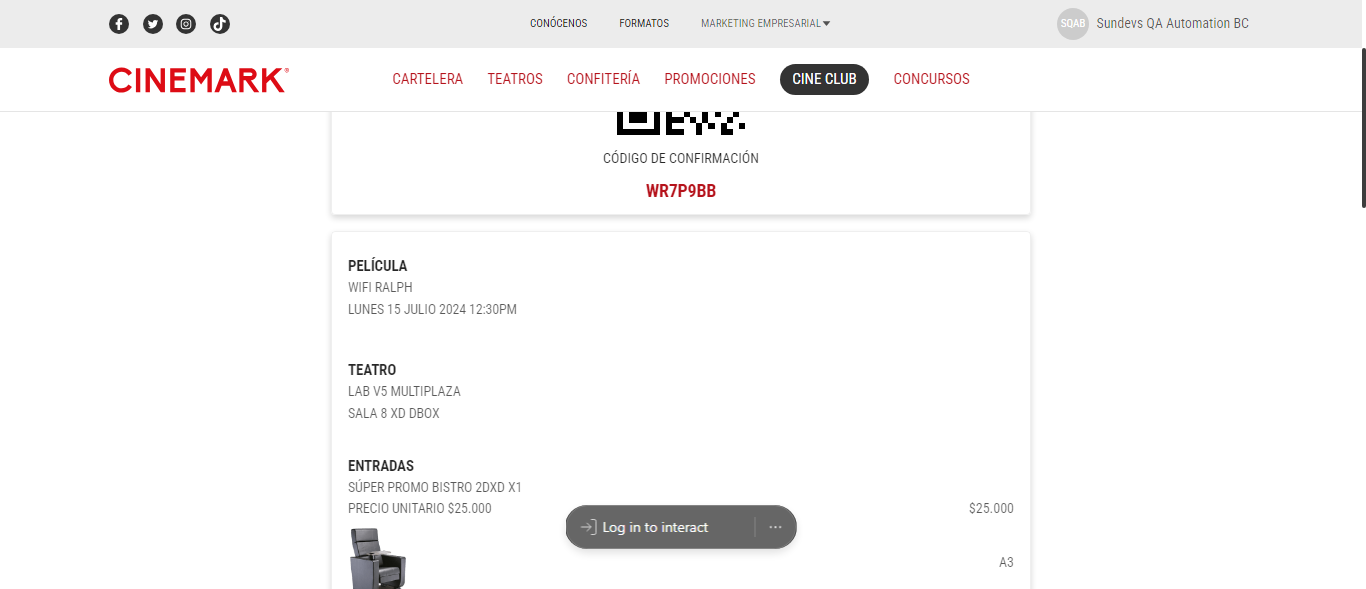 CONÓCENOS FORMATOS MARKETING EMPRESARIAL SQAB Sundevs QA Automation BC
CINEMARK CARTELERA TEATROS CONFITERÍA PROMOCIONES CINE CLUB CONCURSOS
CÓDIGO DE CONFIRMACIÓN
WR7P9BB
PELÍCULA
WIFI RALPH
LUNES 15 JULIO 2024 12:30PM
TEATRO
LAB V5 MULTIPLAZA
SALA 8 XD DBOX
ENTRADAS
SÚPER PROMO BISTRO 2DXD X1
PRECIO UNITARIO $25.000 $25.000
Log in to interact ...
A3